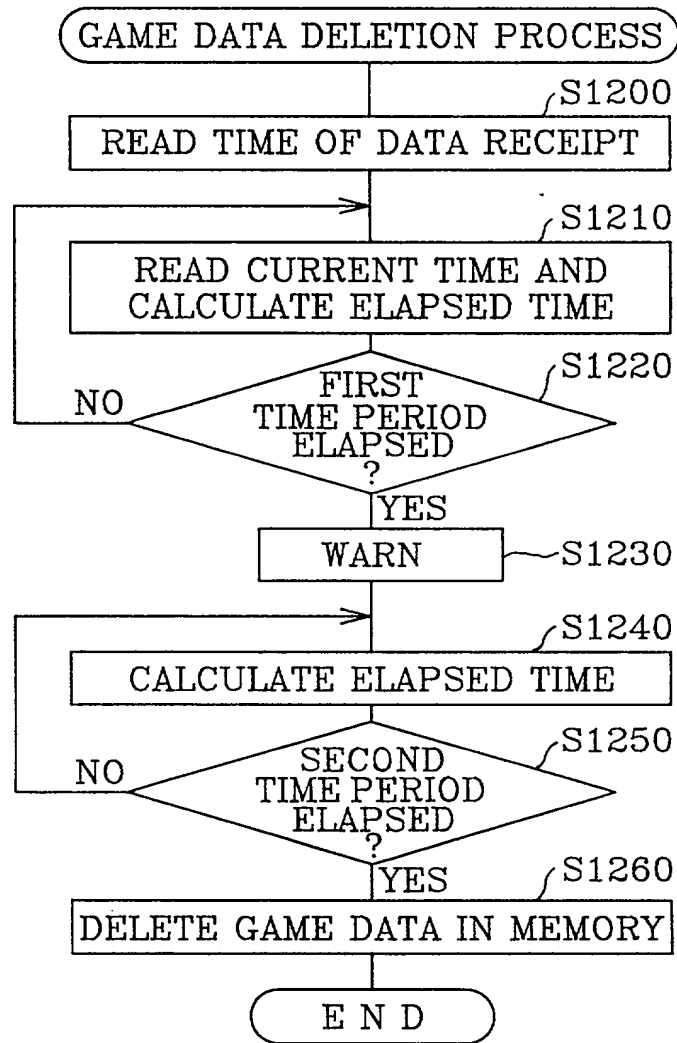 GAME DATA DELETION PROCESS
S1200
READ TIME OF DATA RECEIPT
S1210
READ CURRENT TIME AND
CALCULATE ELAPSED TIME
S1220
FIRST
TIME PERIOD
ELAPSED
?
NO
YES
WARN
S1230
S1240
CALCULATE ELAPSED TIME
S1250
SECOND
TIME PERIOD
ELAPSED
?
NO
YES
S1260
DELETE GAME DATA IN MEMORY
END